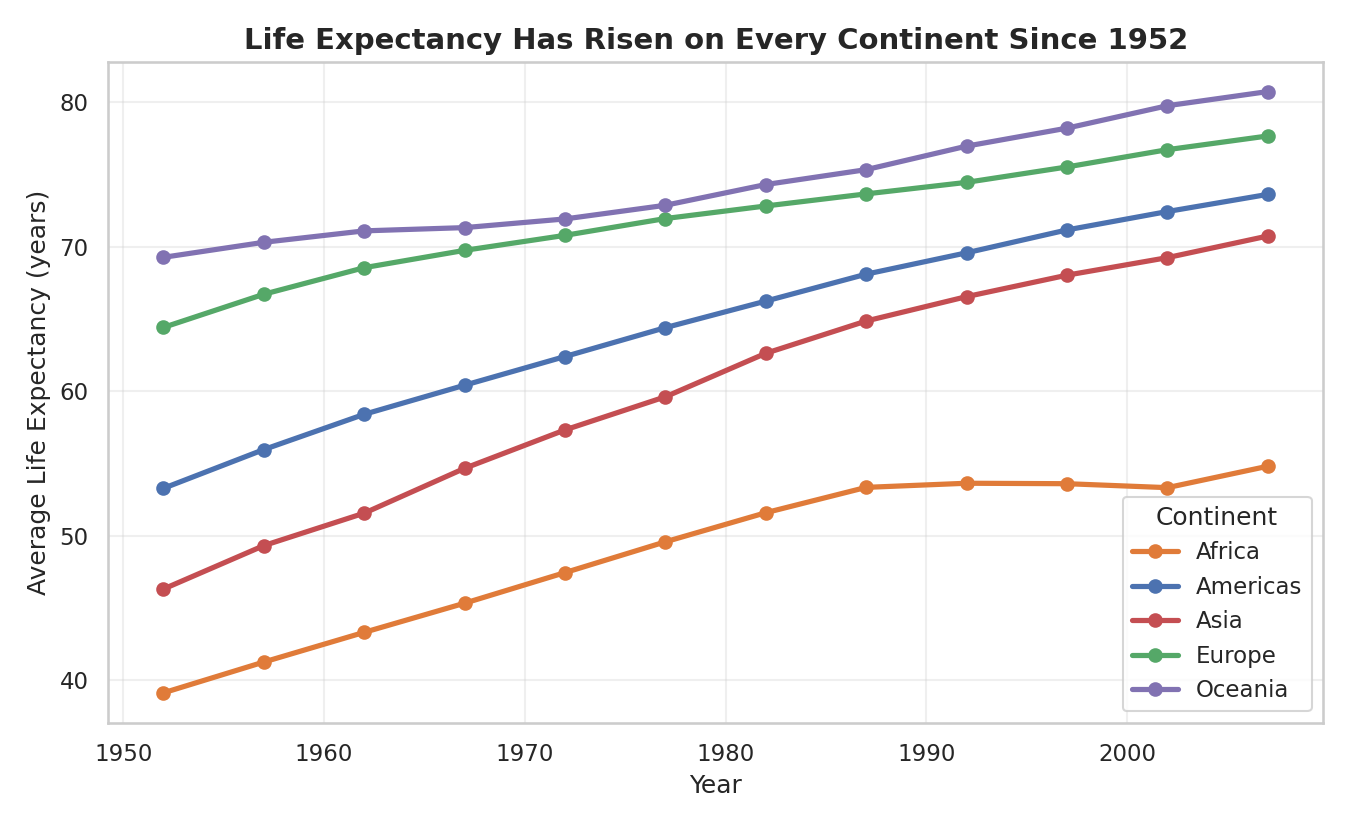 Life Expectancy Has Risen on Every Continent Since 1952
Average Life Expectancy (years)
80
70
60
50
40
1950 1960 1970 1980 1990 2000
Year
Continent
Africa
Americas
Asia
Europe
Oceania